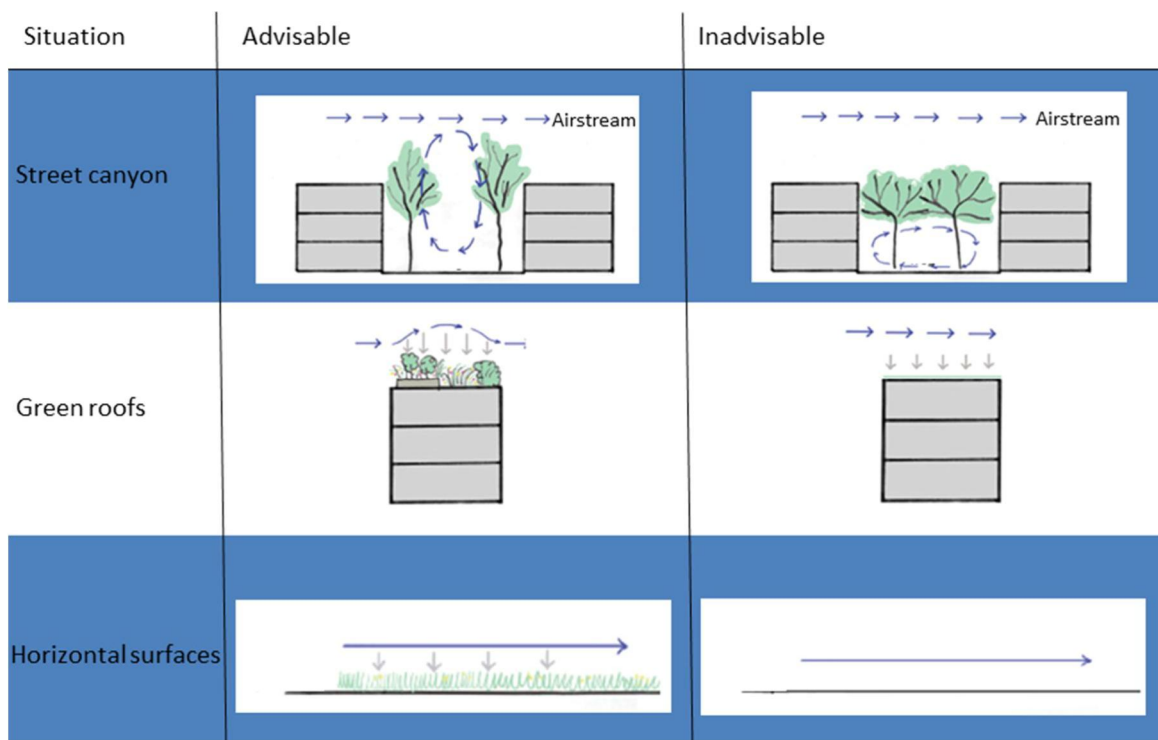 Situation
Advisable
Inadvisable
Street canyon
Airstream
Airstream
Green roofs
Horizontal surfaces